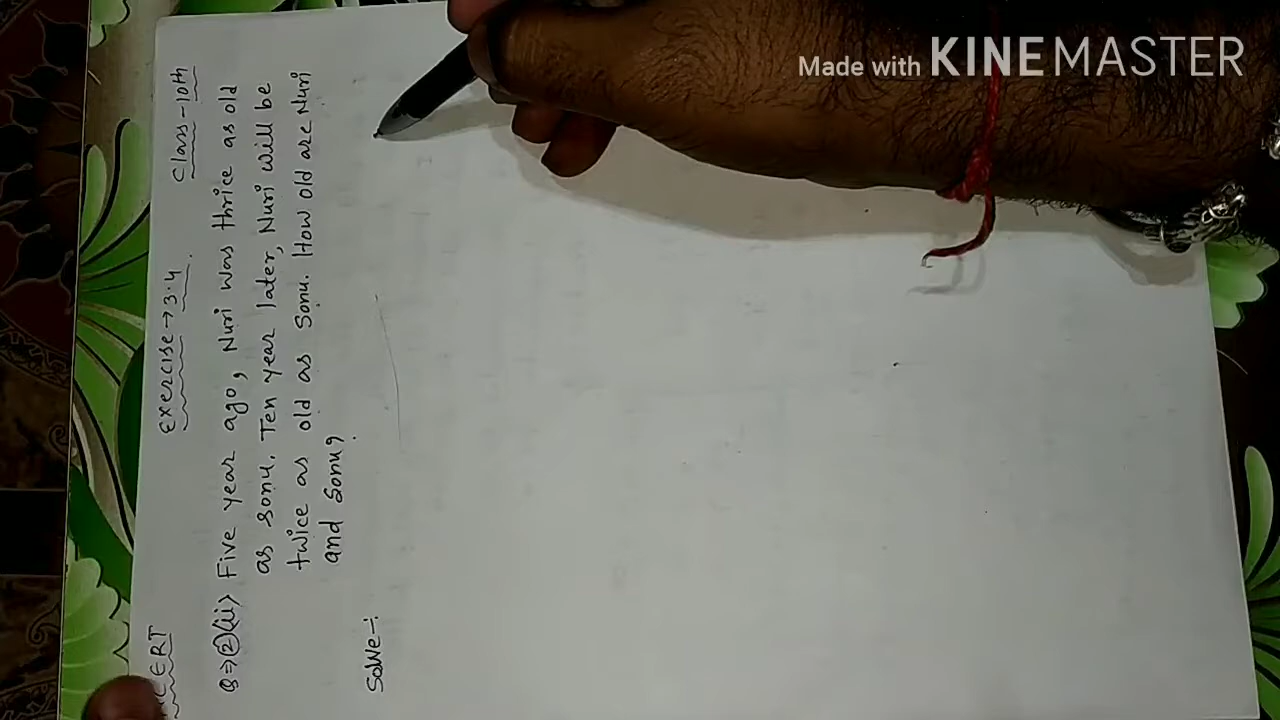 Made with KINEMASTER
NCERT Exercise→3.4. Class-10th
Q⇒②(ii)> Five year ago, Nuri was thrice as old
as sonu. Ten year later, Nuri will be
twice as old as Sonu. How old are Nuri
and Sonu?
Solve-: